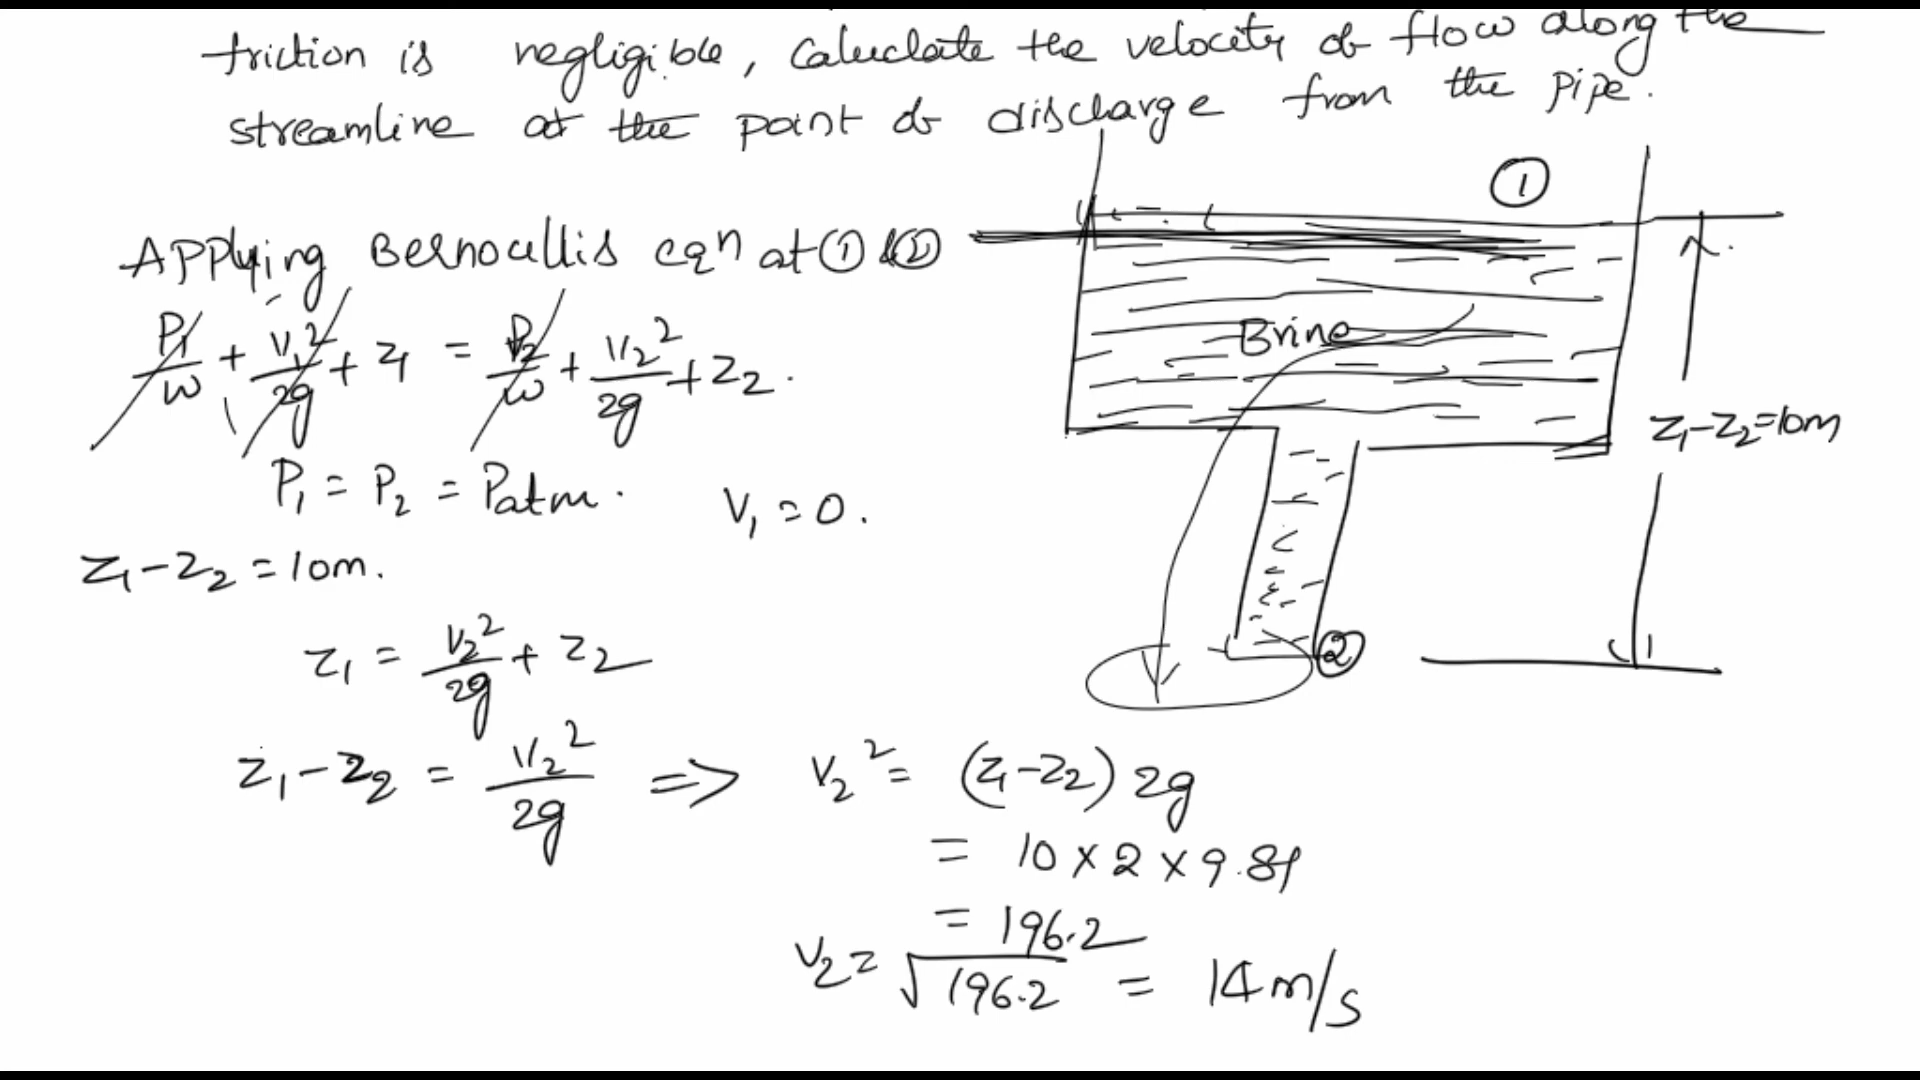 friction is negligible, caluclate the velocity of flow along the
streamline at the point of discharge from the pipe.
Applying Bernoullis eqn at ① & ②
P₁/w + V₁²/2g + Z₁ = P₂/w + V₂²/2g + Z₂.
P₁ = P₂ = Patm. V₁ = 0.
Z₁-Z₂ = 10m.
Z₁ = V₂²/2g + Z₂
Z₁-Z₂ = V₂²/2g => V₂² = (Z₁-Z₂) 2g
= 10 × 2 × 9.81
= 196.2
V₂ = √196.2 = 14 m/s
①
Brine
Z₁-Z₂=10m
②